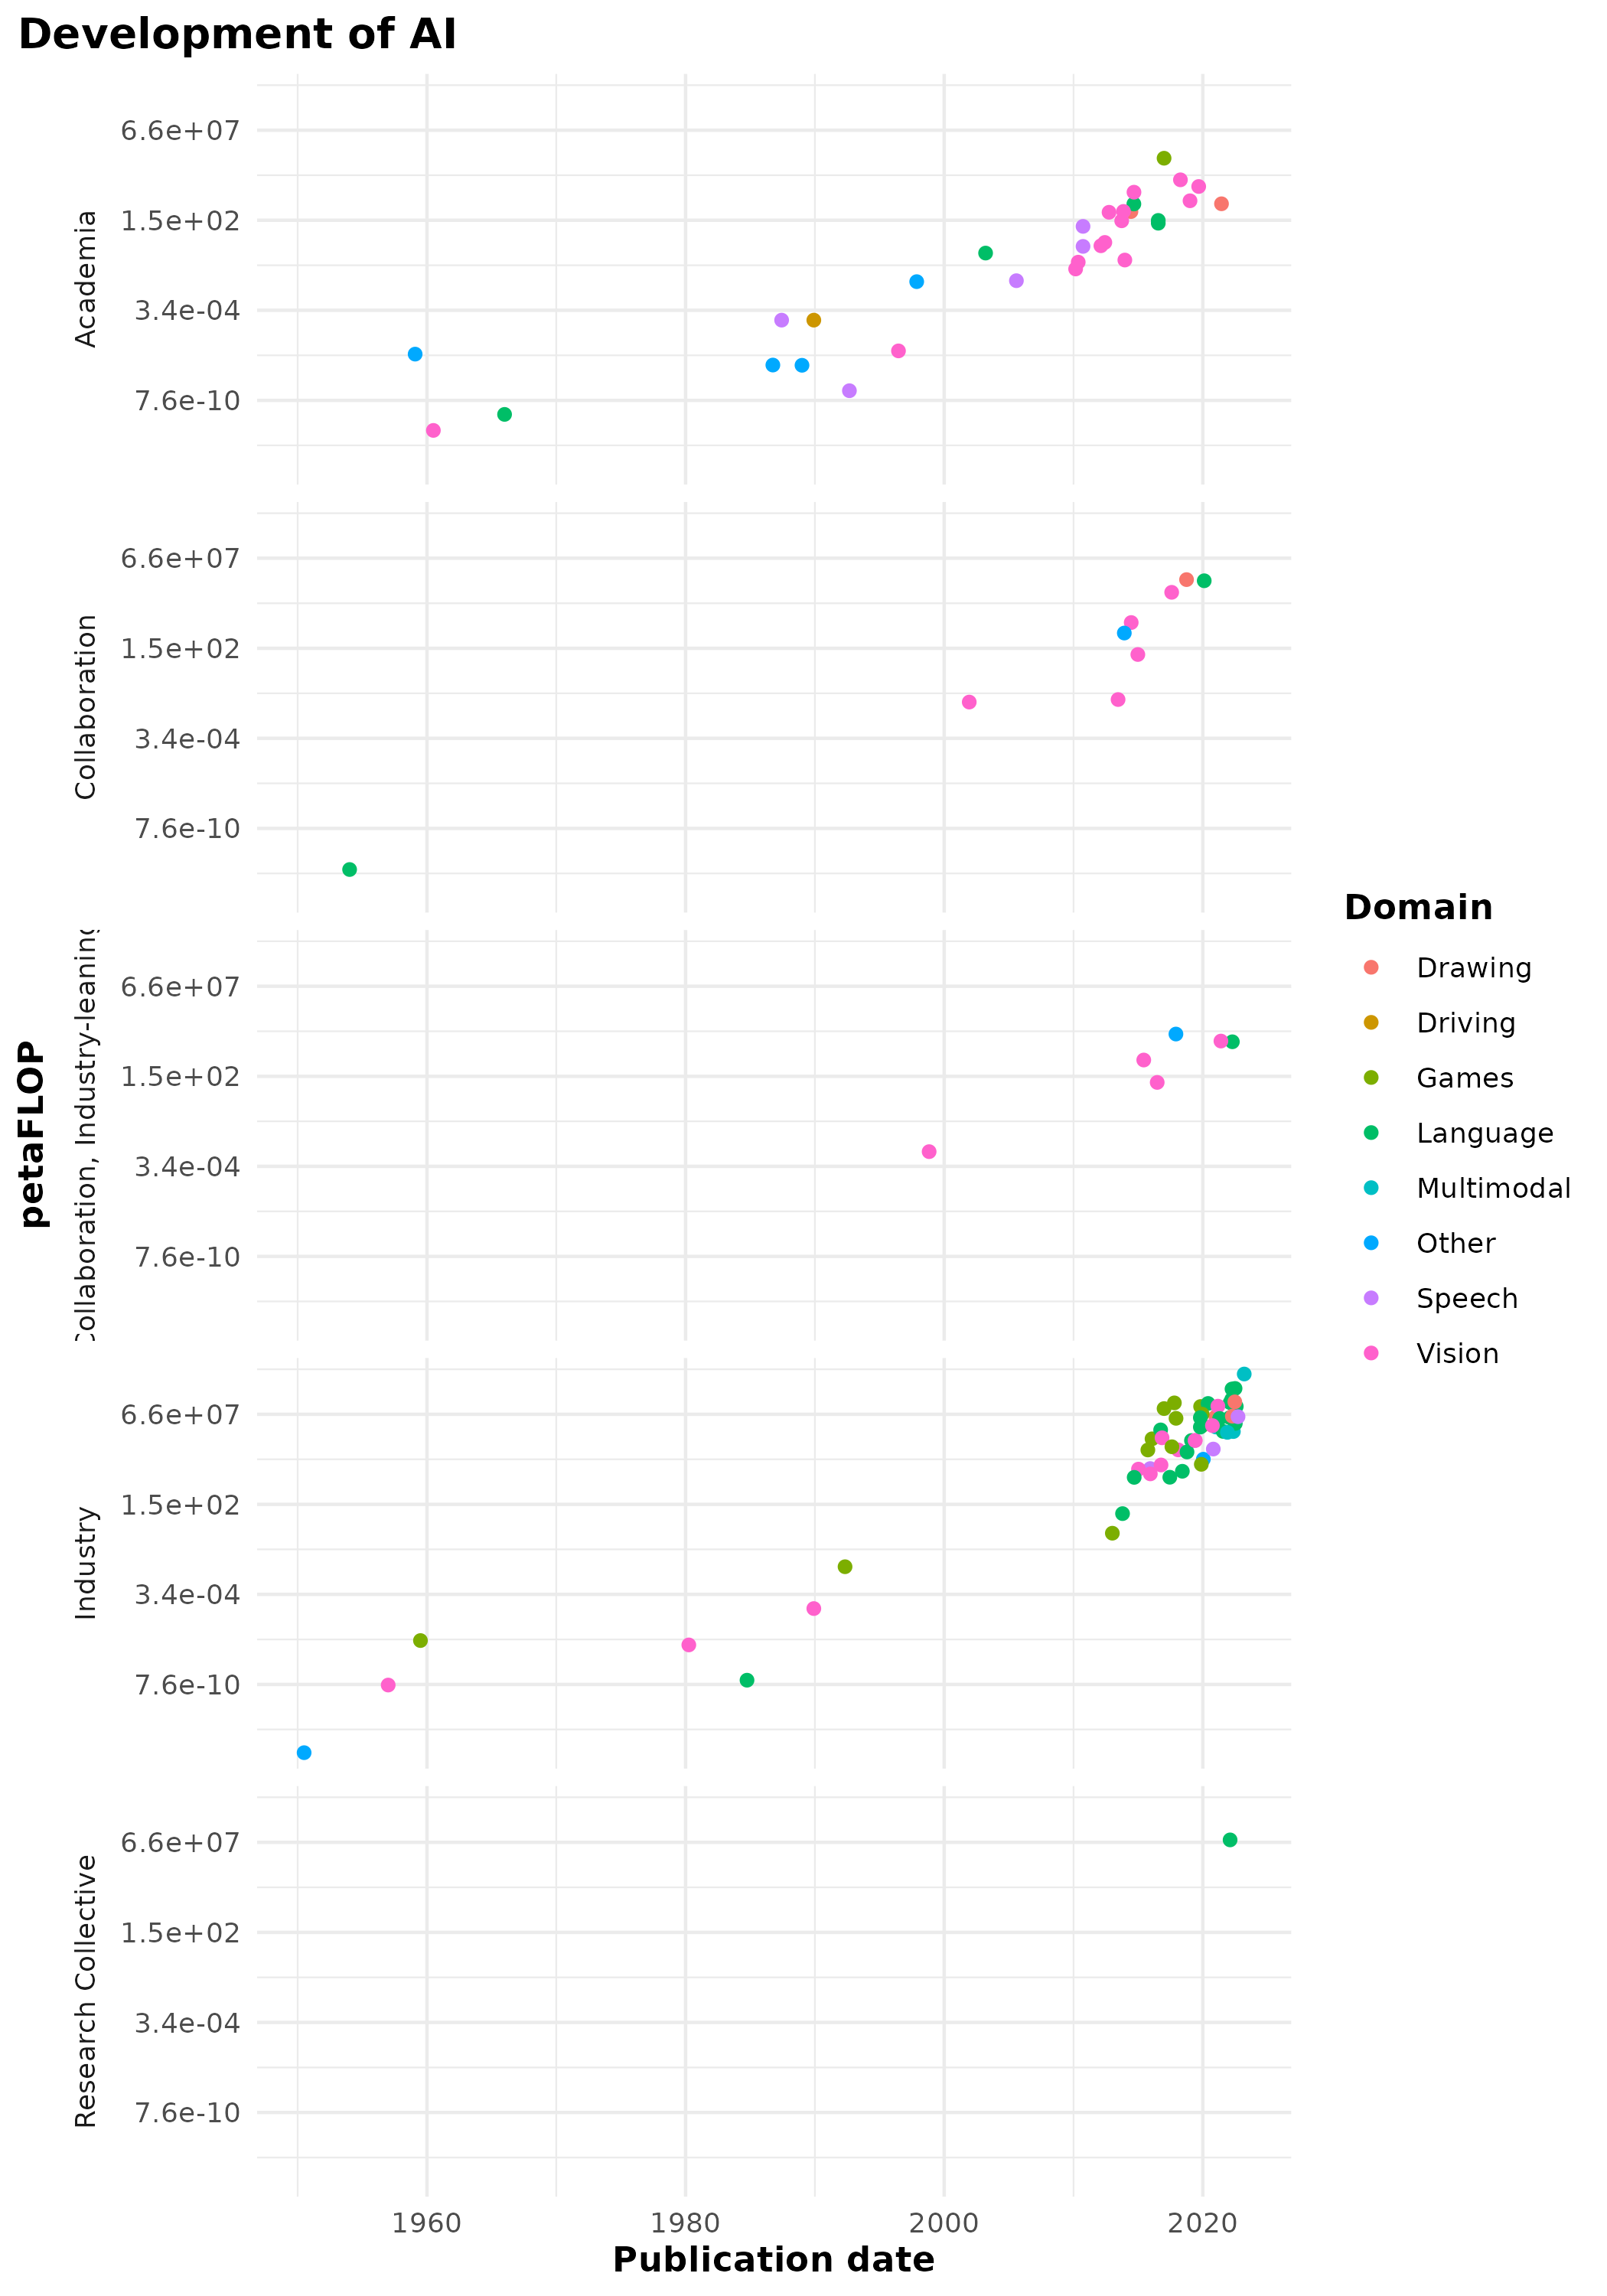 Development of AI
petaFLOP
Academia
6.6e+07
1.5e+02
3.4e-04
7.6e-10
Collaboration
6.6e+07
1.5e+02
3.4e-04
7.6e-10
Collaboration, Industry-leaning
6.6e+07
1.5e+02
3.4e-04
7.6e-10
Industry
6.6e+07
1.5e+02
3.4e-04
7.6e-10
Research Collective
6.6e+07
1.5e+02
3.4e-04
7.6e-10
1960 1980 2000 2020
Publication date
Domain
Drawing
Driving
Games
Language
Multimodal
Other
Speech
Vision